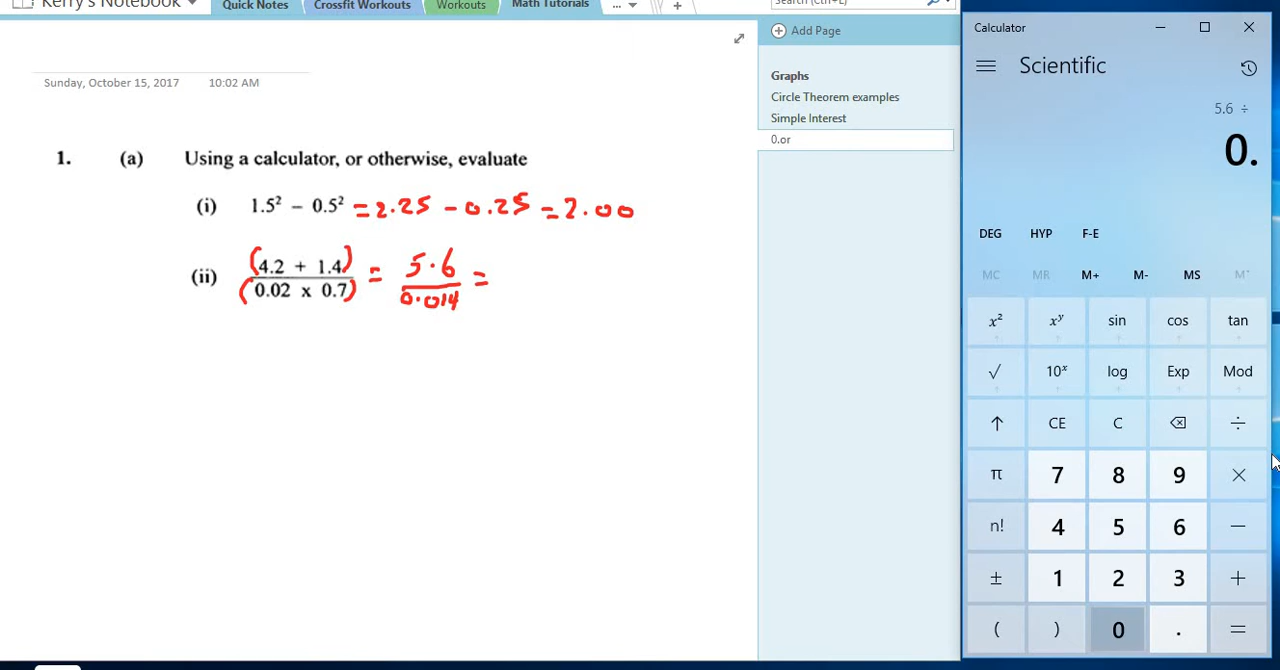 Kerry's Notebook
Quick Notes
Crossfit Workouts
Workouts
Math Tutorials
...
+
Search (Ctrl+E)
Add Page
Sunday, October 15, 2017 10:02 AM
Graphs
Circle Theorem examples
Simple Interest
0.or
1. (a) Using a calculator, or otherwise, evaluate
(i) 1.5² − 0.5² = 2.25 - 0.25 = 2.00
(ii) (4.2 + 1.4) / (0.02 x 0.7) = 5.6 / 0.014 =
Calculator
Scientific
5.6 ÷
0.
DEG HYP F-E
MC MR M+ M- MS M˅
x² xʸ sin cos tan
√ 10ˣ log Exp Mod
↑ CE C ⌫ ÷
π 7 8 9 ×
n! 4 5 6 −
± 1 2 3 +
( ) 0 . =